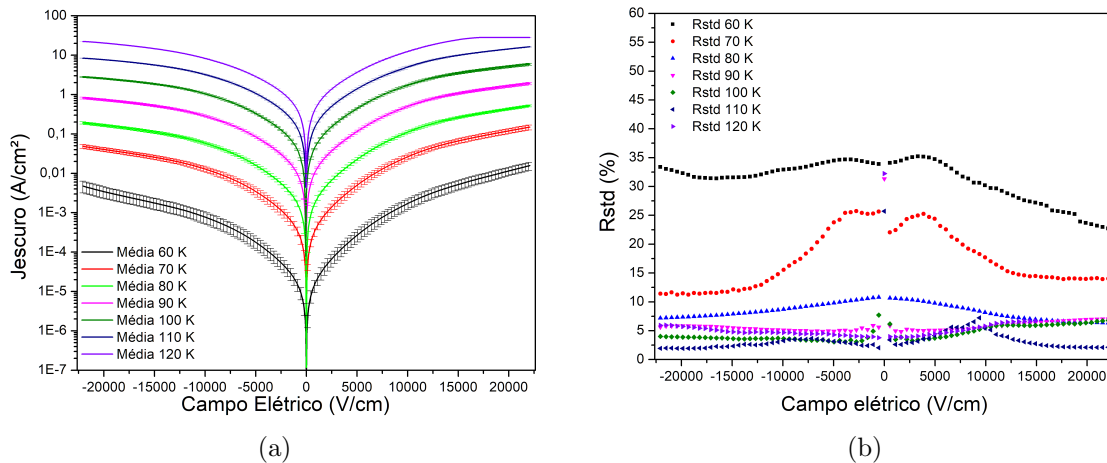 100
10
1
0,1
0,01
1E-3
1E-4
1E-5
1E-6
1E-7
Jescuro (A/cm²)
Média 60 K
Média 70 K
Média 80 K
Média 90 K
Média 100 K
Média 110 K
Média 120 K
-20000 -15000 -10000 -5000 0 5000 10000 15000 20000
Campo Elétrico (V/cm)
(a)
60
55
50
45
40
35
30
25
20
15
10
5
0
Rstd (%)
Rstd 60 K
Rstd 70 K
Rstd 80 K
Rstd 90 K
Rstd 100 K
Rstd 110 K
Rstd 120 K
-20000 -15000 -10000 -5000 0 5000 10000 15000 20000
Campo elétrico (V/cm)
(b)